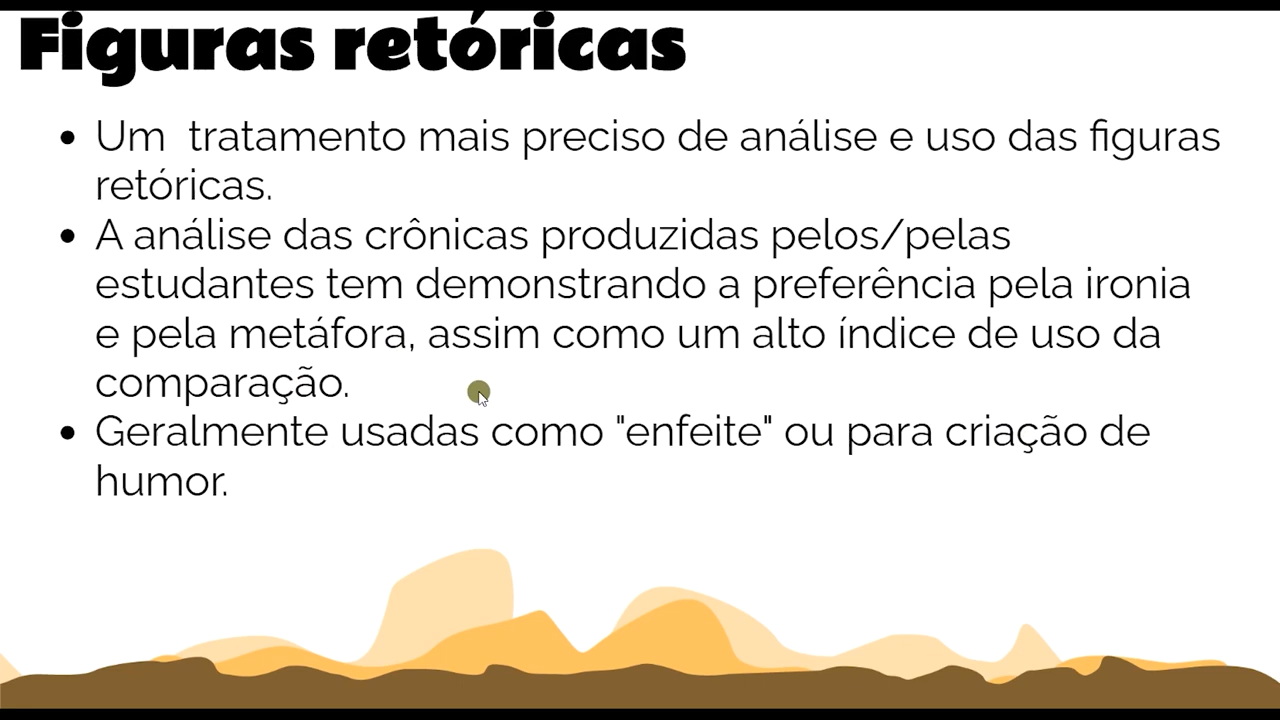 Figuras retóricas
• Um  tratamento mais preciso de análise e uso das figuras
retóricas.
• A análise das crônicas produzidas pelos/pelas
estudantes tem demonstrando a preferência pela ironia
e pela metáfora, assim como um alto índice de uso da
comparação.
• Geralmente usadas como "enfeite" ou para criação de
humor.